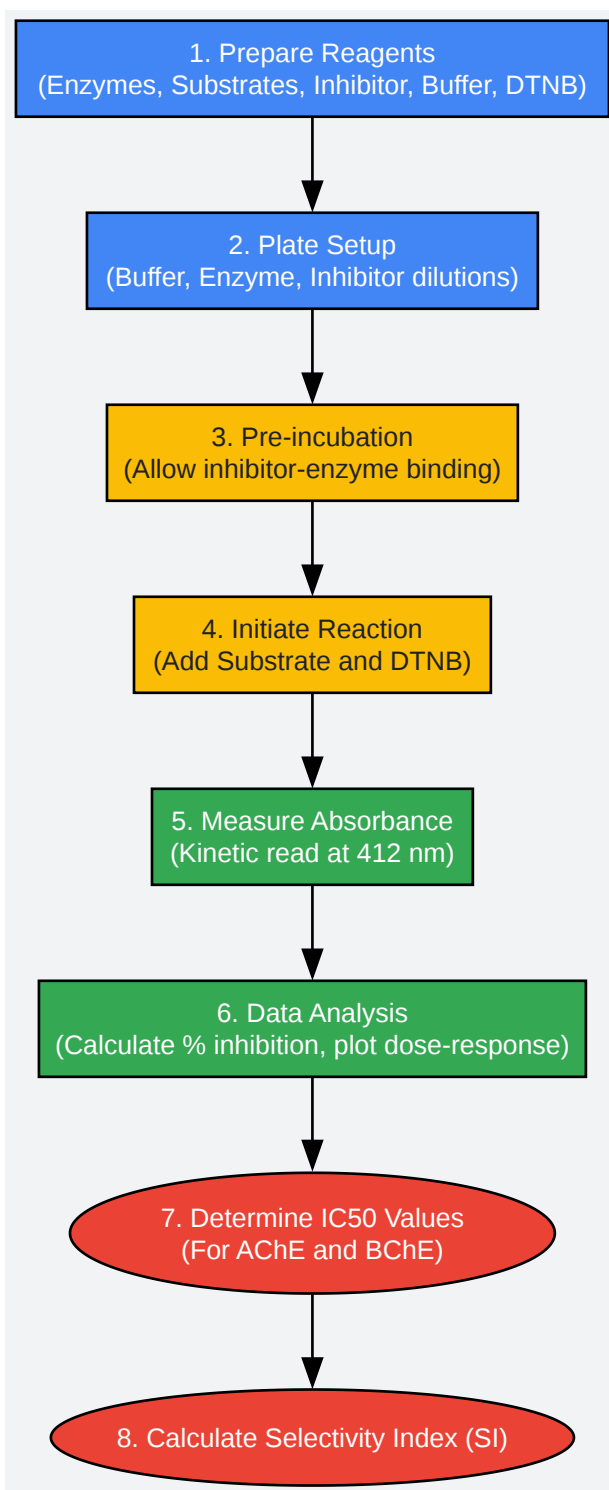 1. Prepare Reagents
(Enzymes, Substrates, Inhibitor, Buffer, DTNB)
2. Plate Setup
(Buffer, Enzyme, Inhibitor dilutions)
3. Pre-incubation
(Allow inhibitor-enzyme binding)
4. Initiate Reaction
(Add Substrate and DTNB)
5. Measure Absorbance
(Kinetic read at 412 nm)
6. Data Analysis
(Calculate % inhibition, plot dose-response)
7. Determine IC50 Values
(For AChE and BChE)
8. Calculate Selectivity Index (SI)